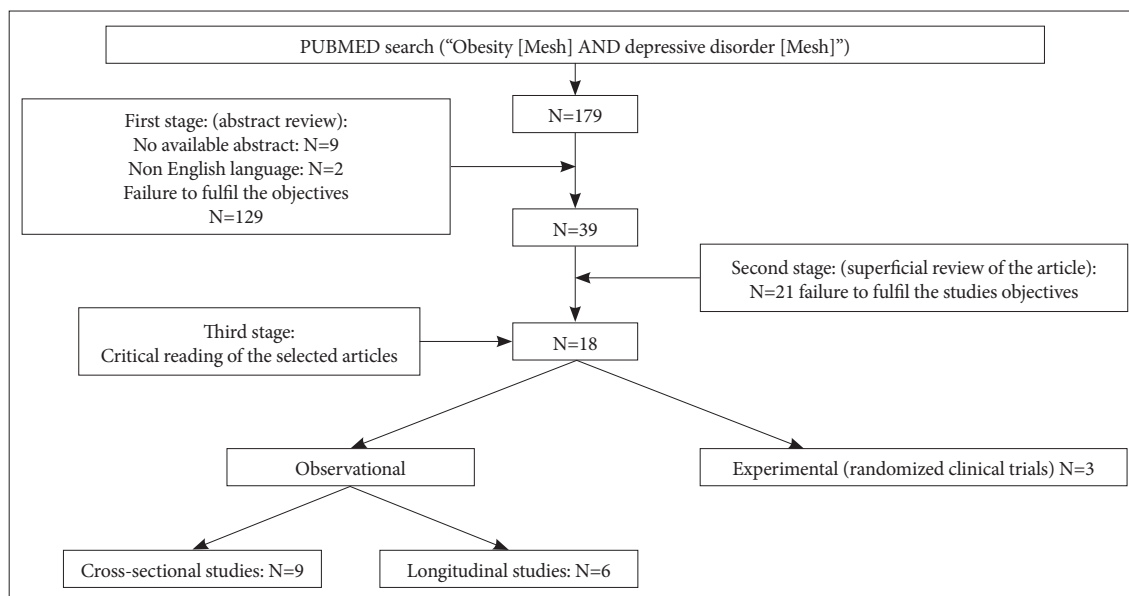 PUBMED search (“Obesity [Mesh] AND depressive disorder [Mesh]”)
N=179
First stage: (abstract review):
No available abstract: N=9
Non English language: N=2
Failure to fulfil the objectives
N=129
N=39
Second stage: (superficial review of the article):
N=21 failure to fulfil the studies objectives
Third stage:
Critical reading of the selected articles
N=18
Observational
Experimental (randomized clinical trials) N=3
Cross-sectional studies: N=9
Longitudinal studies: N=6